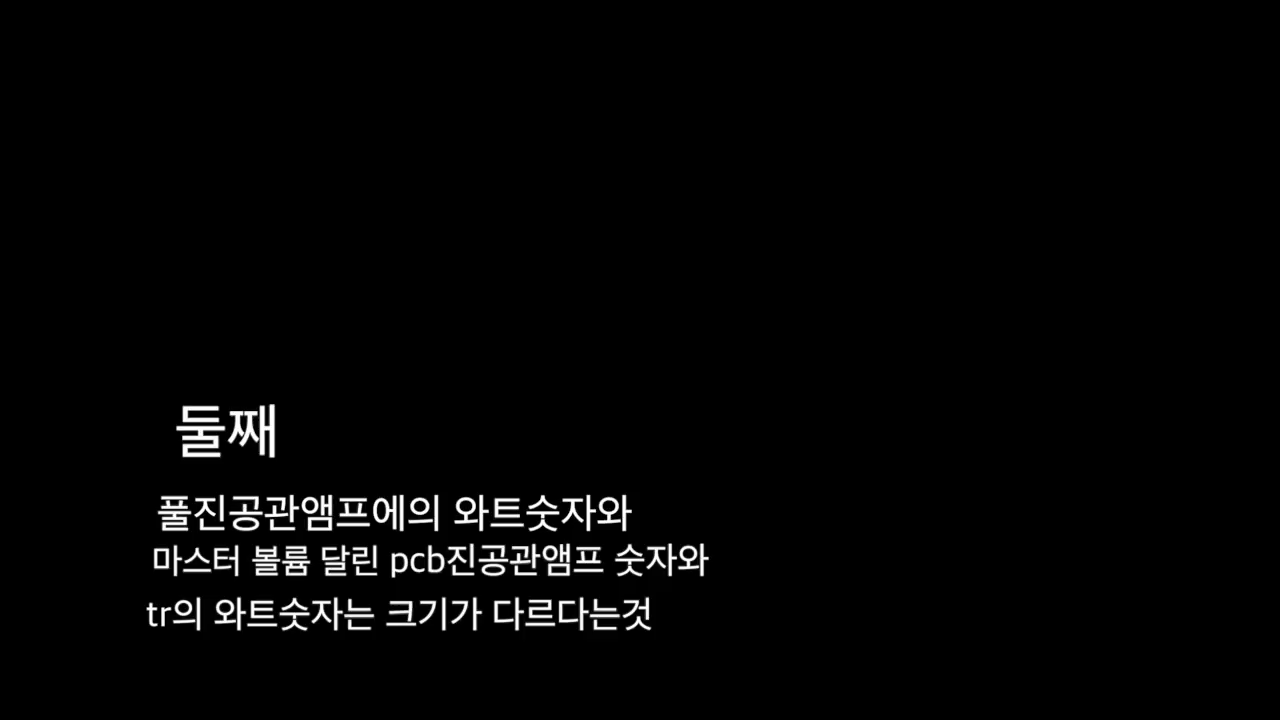 둘째
풀진공관앰프에의 와트숫자와
마스터 볼륨 달린 pcb진공관앰프 숫자와
tr의 와트숫자는 크기가 다르다는것